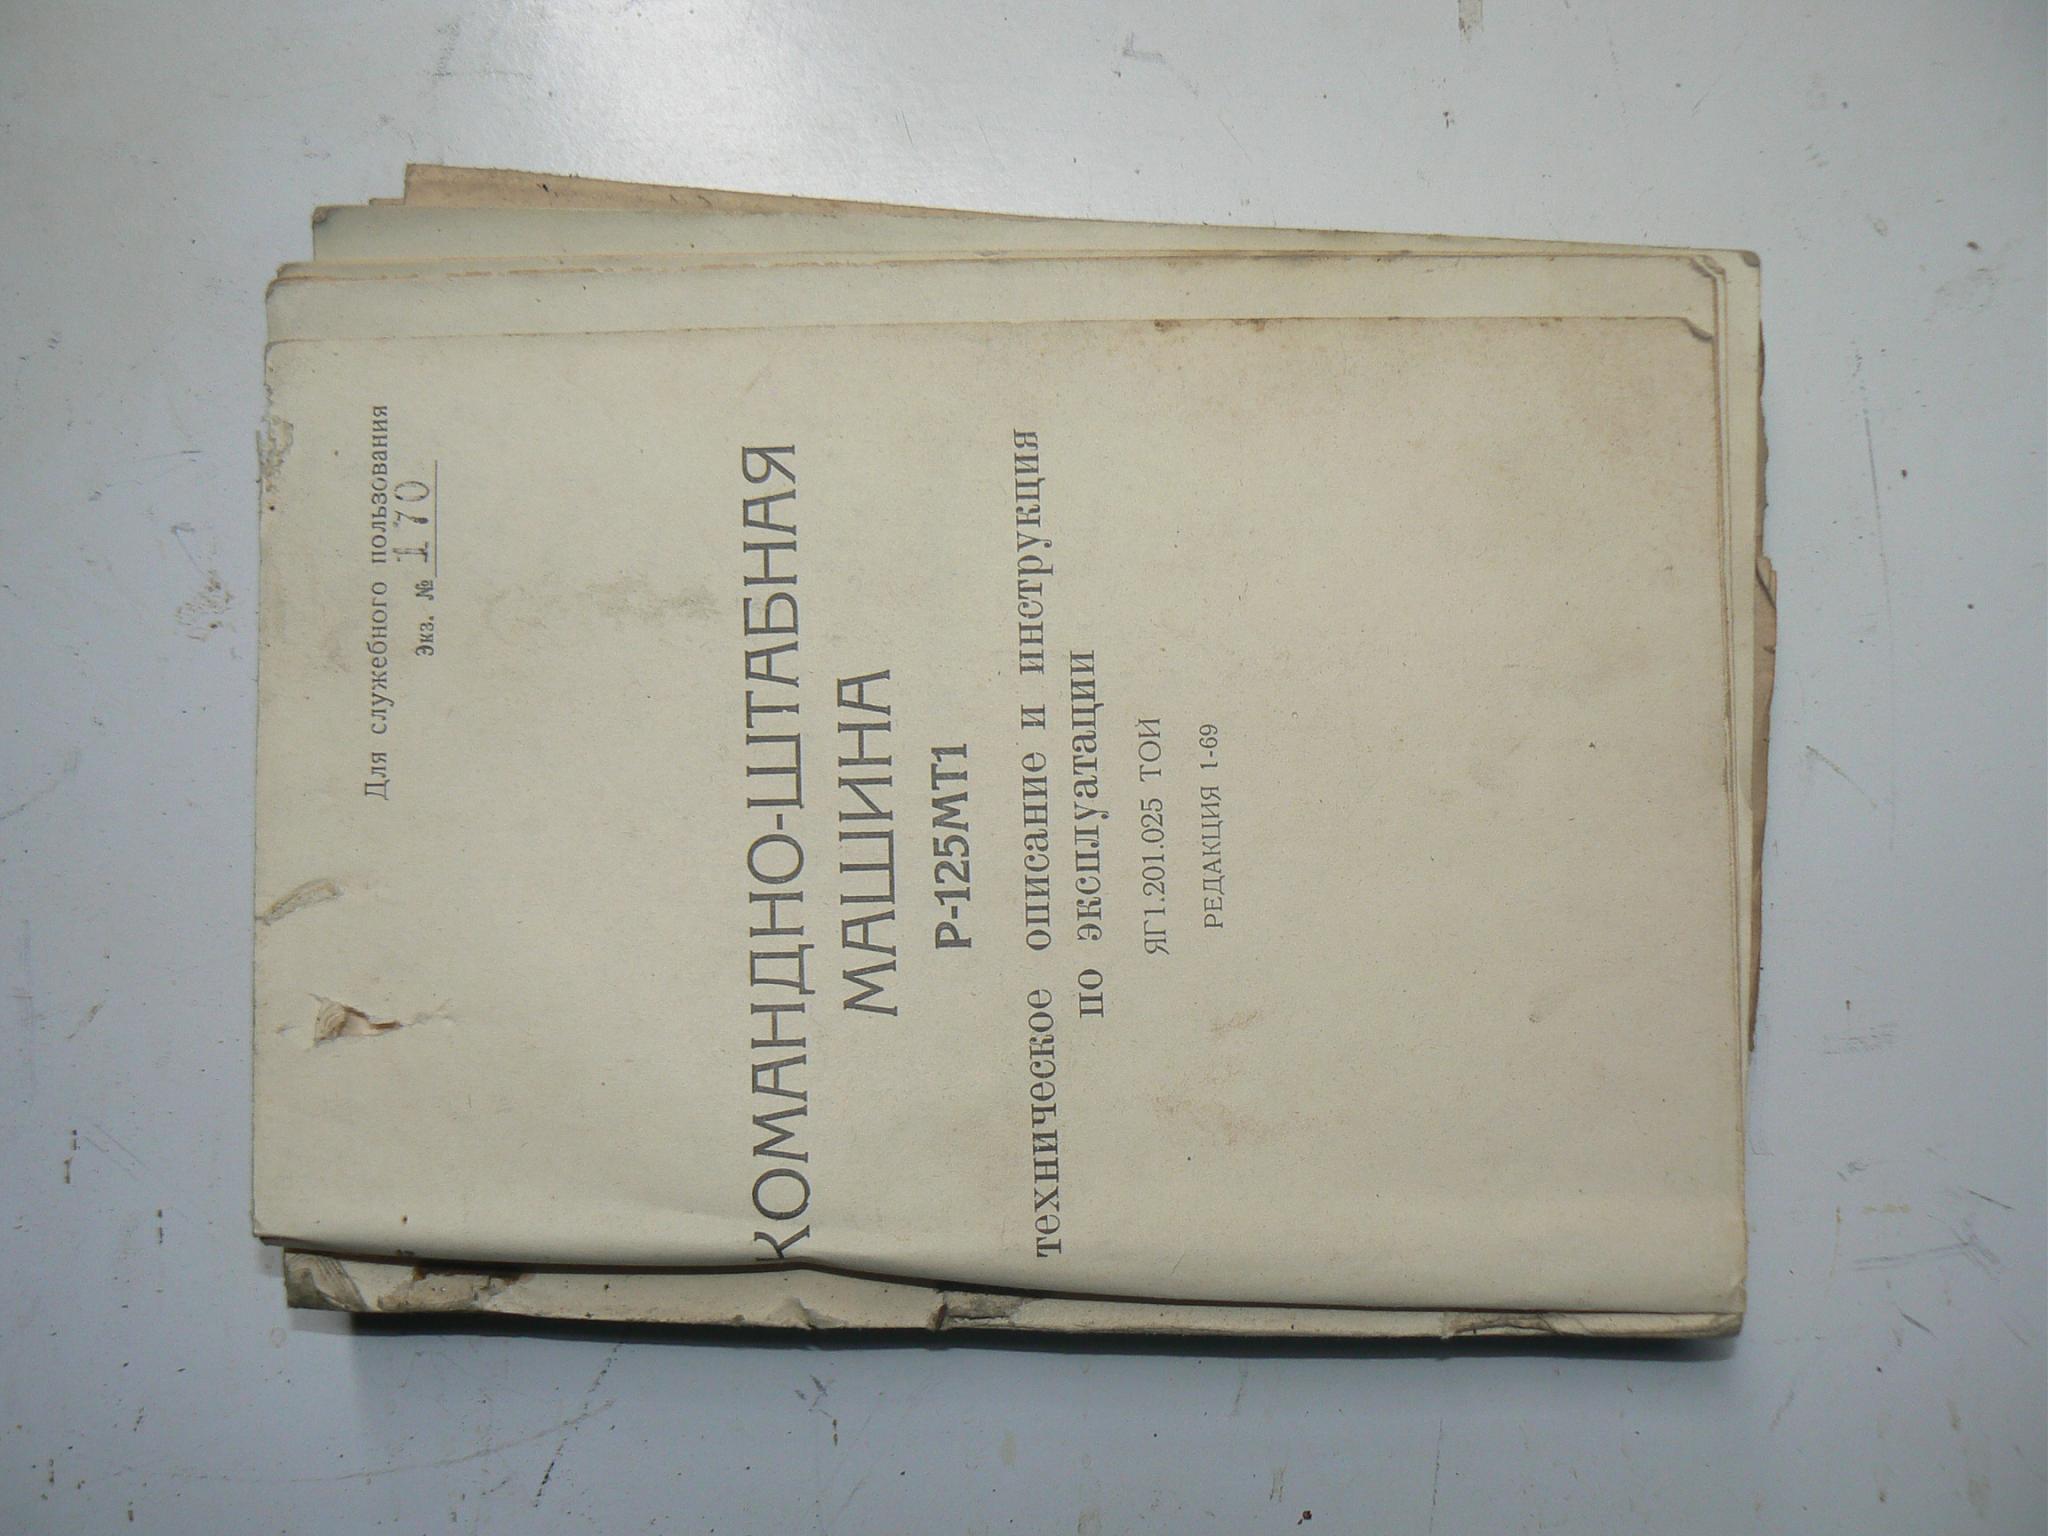 Для служебного пользования
Экз. № 170
КОМАНДНО-ШТАБНАЯ
МАШИНА
Р-125МТ1
техническое описание и инструкция
по эксплуатации
ЯГ1.201.025 ТОИ
РЕДАКЦИЯ 1-69